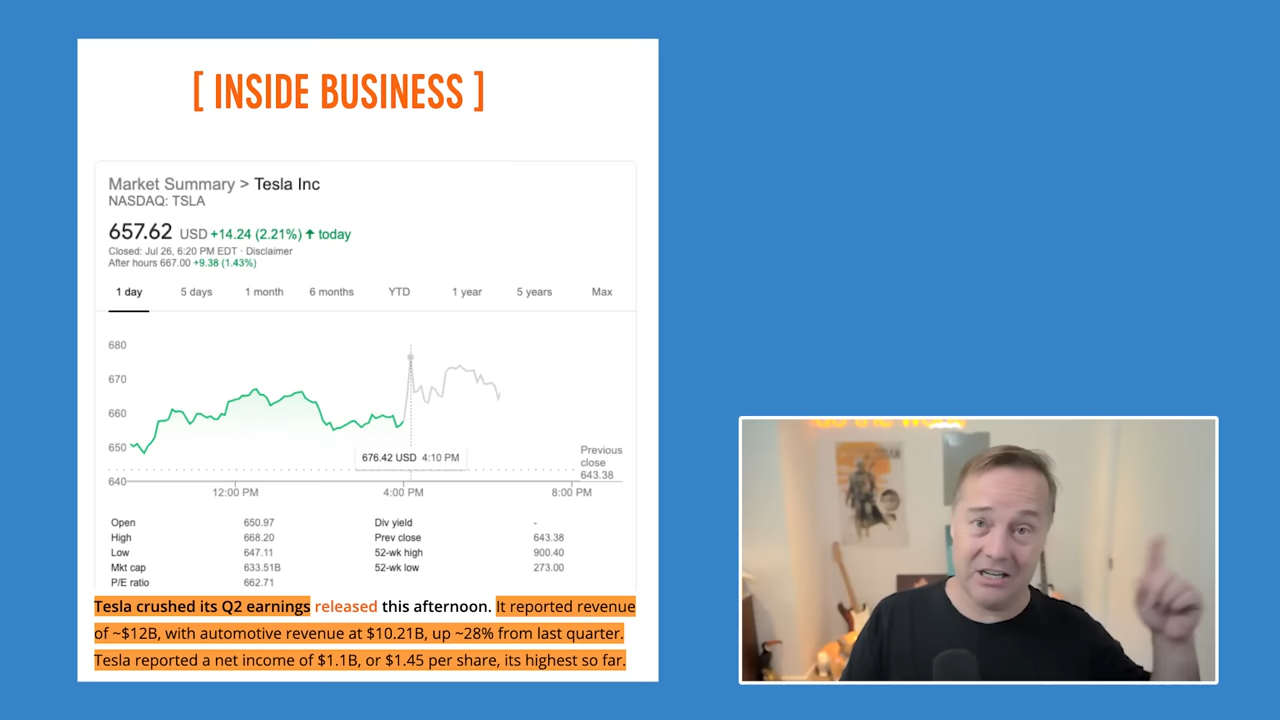 [ INSIDE BUSINESS ]
Market Summary > Tesla Inc
NASDAQ: TSLA
657.62 USD +14.24 (2.21%) ↑ today
Closed: Jul 26, 6:20 PM EDT · Disclaimer
After hours 667.00 +9.38 (1.43%)
1 day 5 days 1 month 6 months YTD 1 year 5 years Max
680
670
660
650
640
676.42 USD 4:10 PM
Previous
close
643.38
12:00 PM 4:00 PM 8:00 PM
Open 650.97 Div yield -
High 668.20 Prev close 643.38
Low 647.11 52-wk high 900.40
Mkt cap 633.51B 52-wk low 273.00
P/E ratio 662.71
Tesla crushed its Q2 earnings released this afternoon. It reported revenue
of ~$12B, with automotive revenue at $10.21B, up ~28% from last quarter.
Tesla reported a net income of $1.1B, or $1.45 per share, its highest so far.